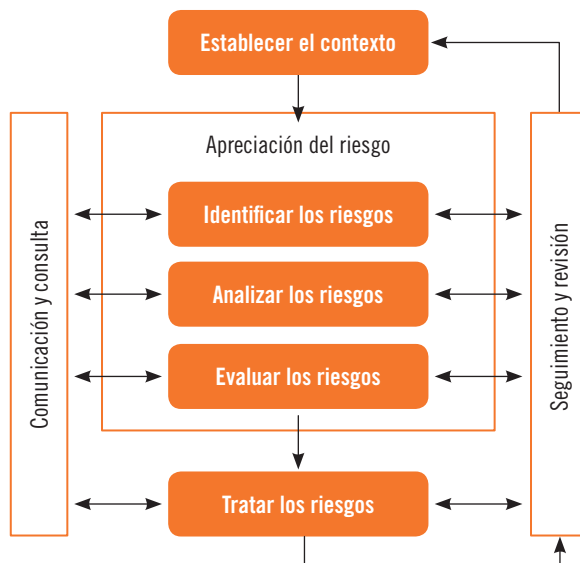 Establecer el contexto
Apreciación del riesgo
Identificar los riesgos
Analizar los riesgos
Evaluar los riesgos
Tratar los riesgos
Comunicación y consulta
Seguimiento y revisión